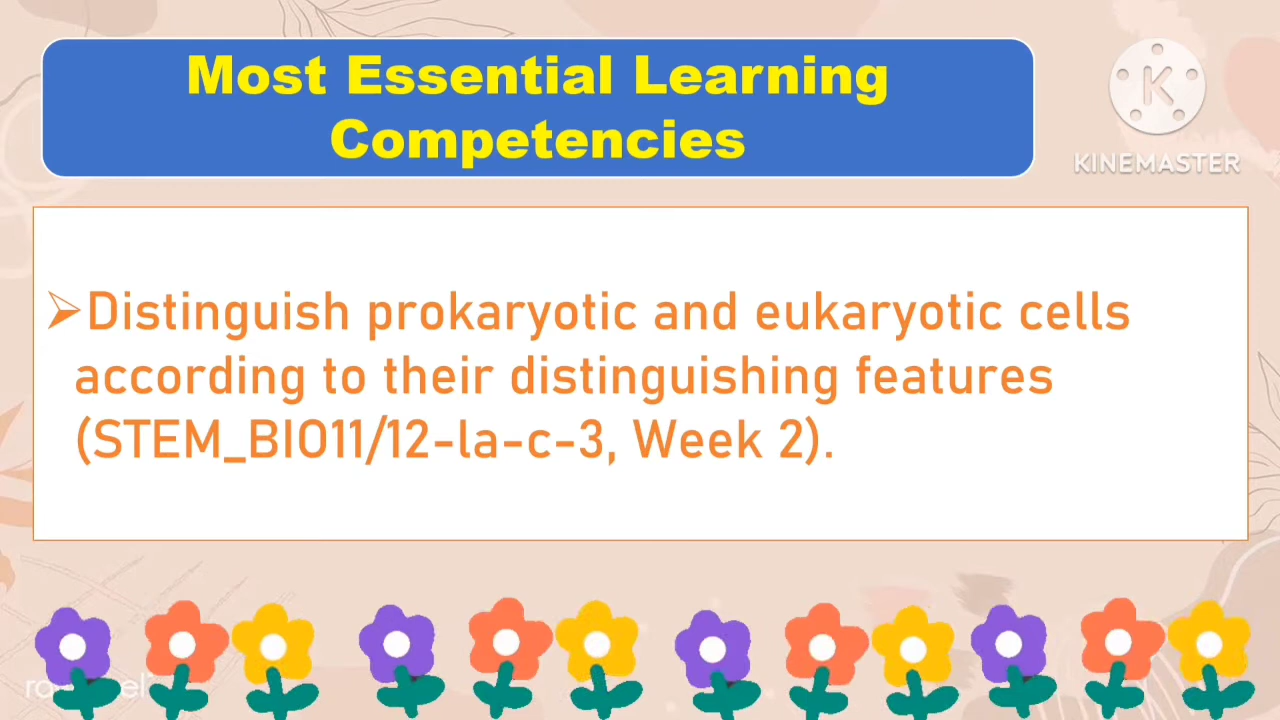 Most Essential Learning
Competencies
KINEMASTER
➢Distinguish prokaryotic and eukaryotic cells
according to their distinguishing features
(STEM_BIO11/12-la-c-3, Week 2).